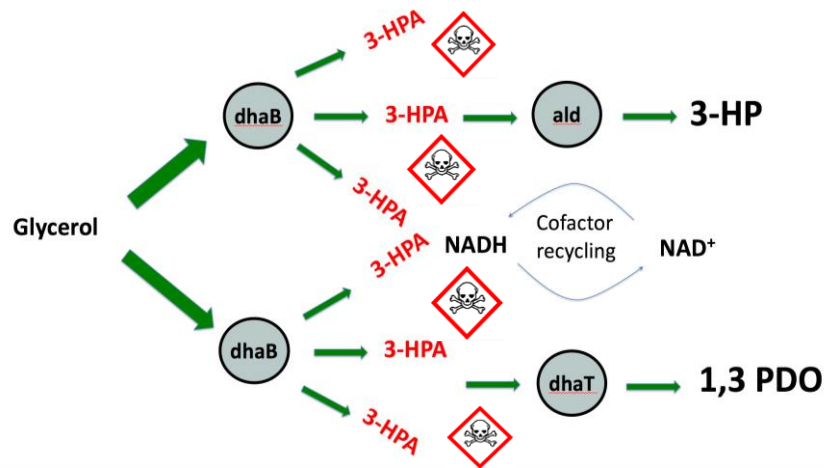 3-HPA
dhaB
3-HPA
ald
3-HP
3-HPA
Glycerol
3-HPA
NADH
Cofactor
recycling
NAD+
dhaB
3-HPA
dhaT
1,3 PDO
3-HPA